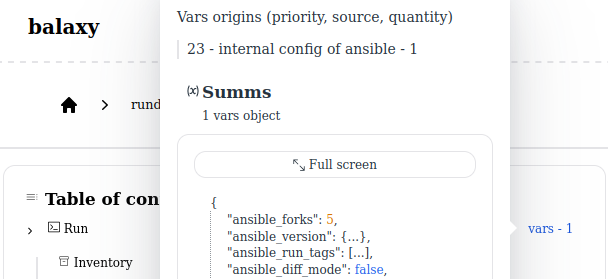 balaxy
Vars origins (priority, source, quantity)
23 - internal config of ansible - 1
(x) Summs
1 vars object
Full screen
{
"ansible_forks": 5,
"ansible_version": {...},
"ansible_run_tags": [...],
"ansible_diff_mode": false,
rund
Table of con
Run
Inventory
vars - 1